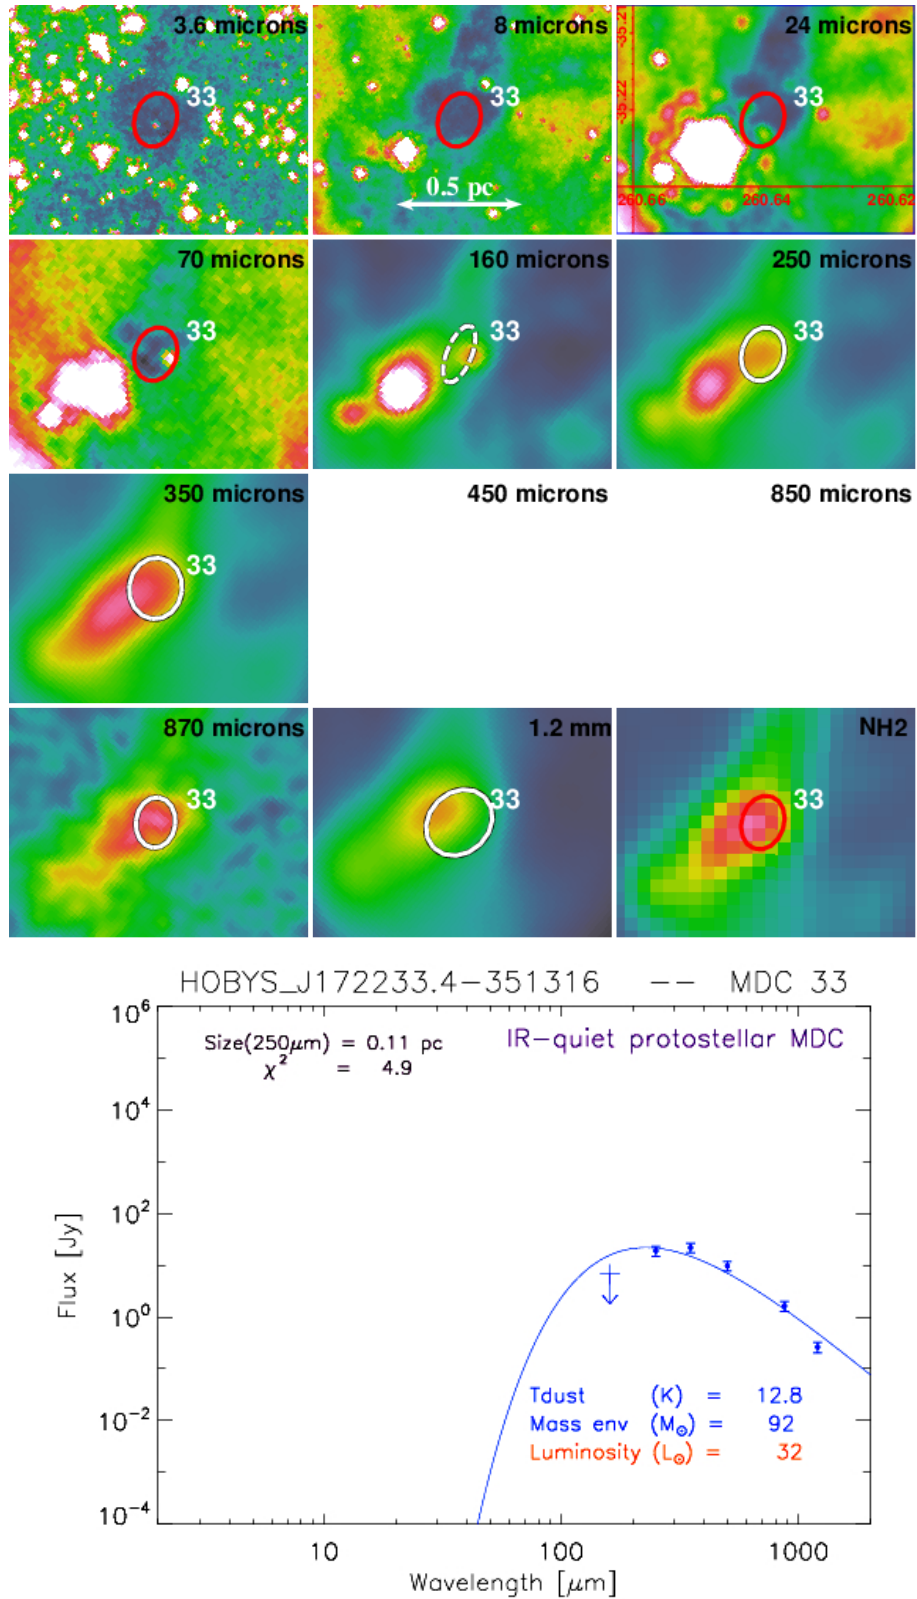 3.6 microns
33
8 microns
33
0.5 pc
24 microns
33
-35.21
-35.22
260.66
260.64
260.62
70 microns
33
160 microns
33
250 microns
33
350 microns
33
450 microns
850 microns
870 microns
33
1.2 mm
33
NH2
33
HOBYS_J172233.4-351316 -- MDC 33
Size(250μm) = 0.11 pc
χ² = 4.9
IR-quiet protostellar MDC
10⁶
10⁴
10²
10⁰
10⁻²
10⁻⁴
Flux [Jy]
Tdust (K) = 12.8
Mass env (M⊙) = 92
Luminosity (L⊙) = 32
10
100
1000
Wavelength [μm]